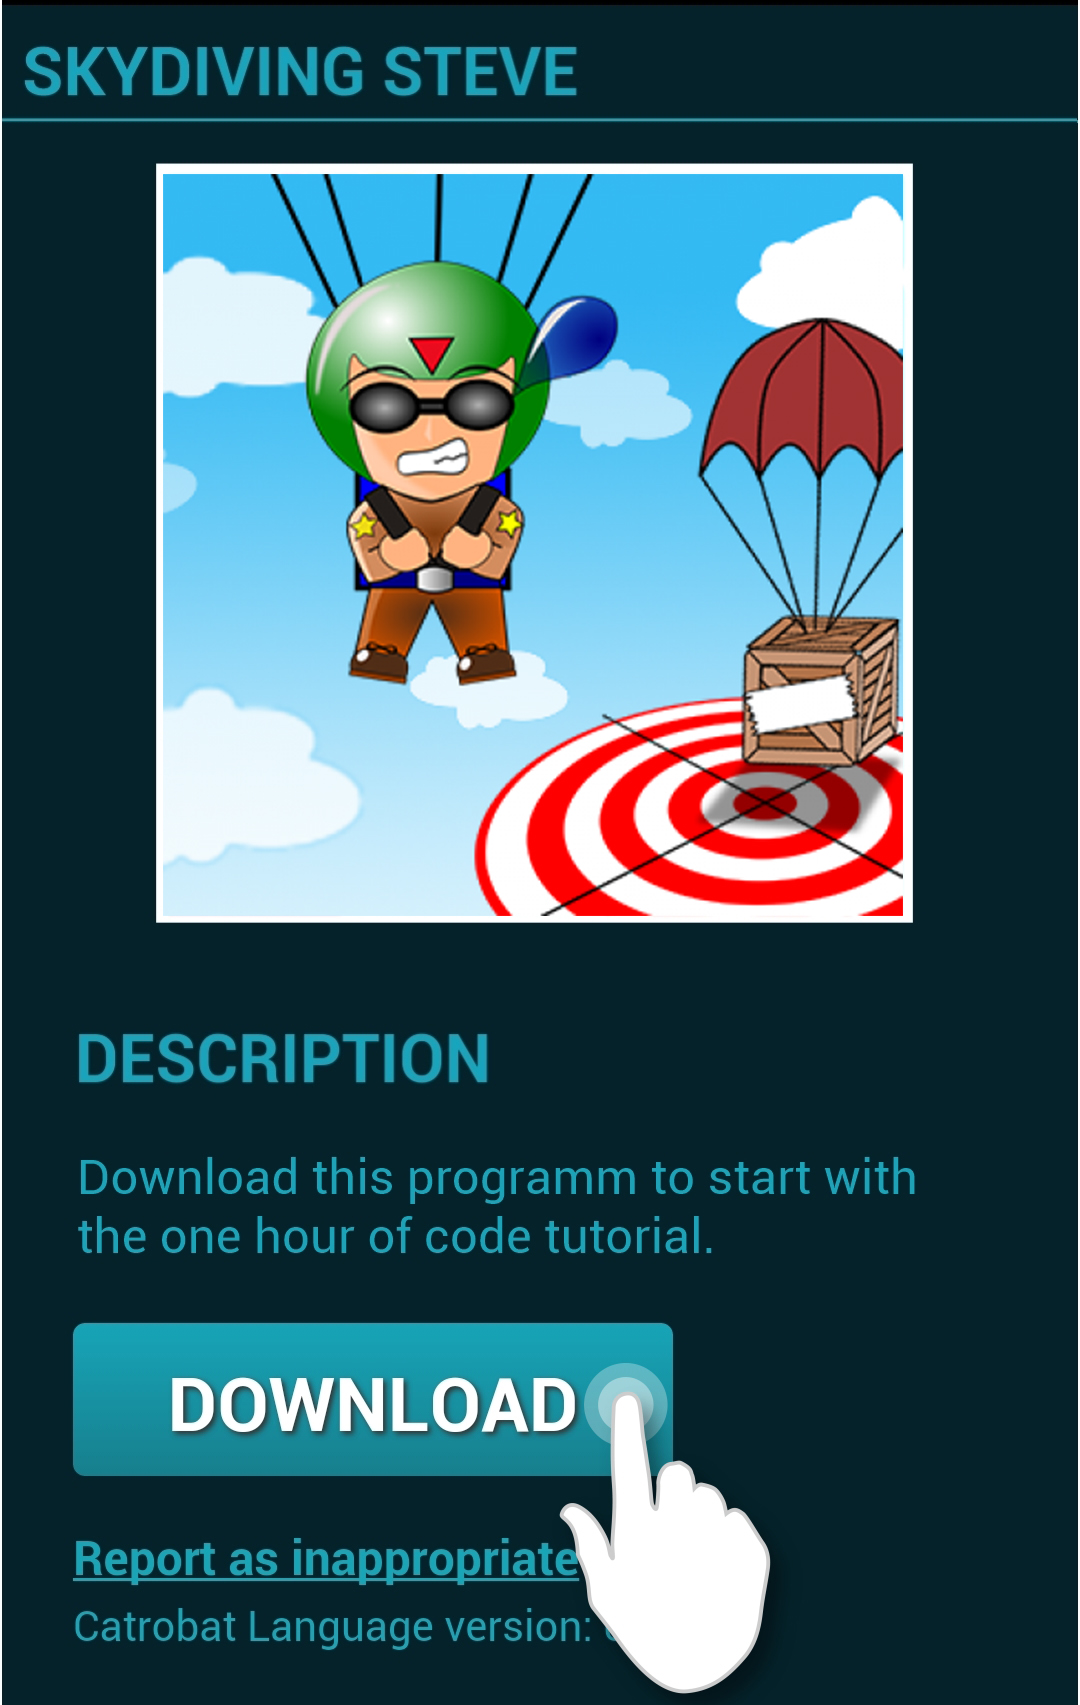 SKYDIVING STEVE
DESCRIPTION
Download this programm to start with
the one hour of code tutorial.
DOWNLOAD
Report as inappropriate
Catrobat Language version: